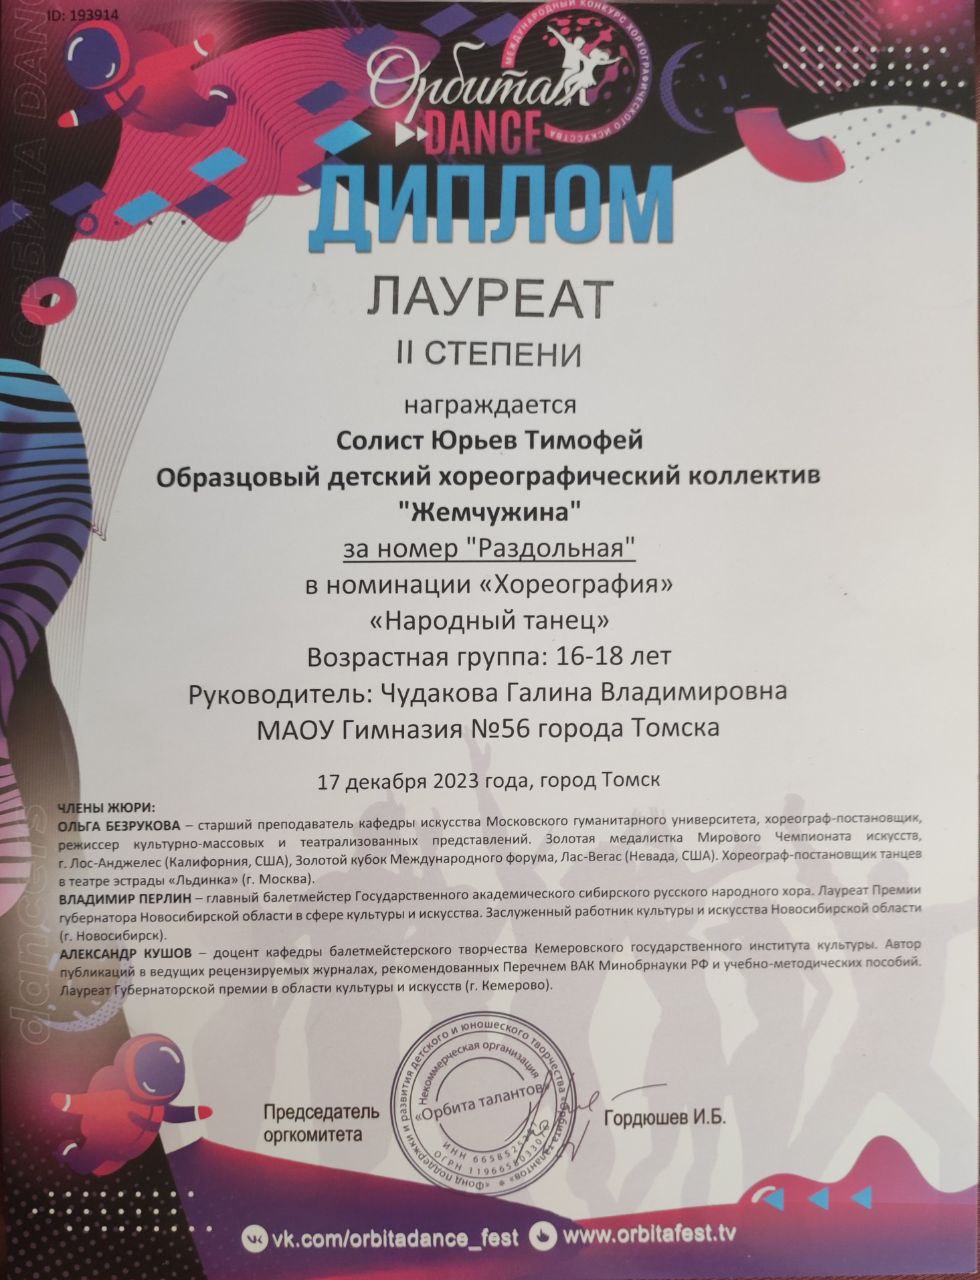 ID: 193914
МЕЖДУНАРОДНЫЙ КОНКУРС ХОРЕОГРАФИЧЕСКОГО ИСКУССТВА
Орбита
DANCE
ДИПЛОМ
ЛАУРЕАТ
II СТЕПЕНИ
награждается
Солист Юрьев Тимофей
Образцовый детский хореографический коллектив
"Жемчужина"
за номер "Раздольная"
в номинации «Хореография»
«Народный танец»
Возрастная группа: 16-18 лет
Руководитель: Чудакова Галина Владимировна
МАОУ Гимназия №56 города Томска
17 декабря 2023 года, город Томск
ЧЛЕНЫ ЖЮРИ:
ОЛЬГА БЕЗРУКОВА – старший преподаватель кафедры искусства Московского гуманитарного университета, хореограф-постановщик,
режиссер культурно-массовых и театрализованных представлений. Золотая медалистка Мирового Чемпионата искусств,
г. Лос-Анджелес (Калифорния, США), Золотой кубок Международного форума, Лас-Вегас (Невада, США). Хореограф-постановщик танцев
в театре эстрады «Льдинка» (г. Москва).
ВЛАДИМИР ПЕРЛИН – главный балетмейстер Государственного академического сибирского русского народного хора. Лауреат Премии
губернатора Новосибирской области в сфере культуры и искусства. Заслуженный работник культуры и искусства Новосибирской области
(г. Новосибирск).
АЛЕКСАНДР КУШОВ – доцент кафедры балетмейстерского творчества Кемеровского государственного института культуры. Автор
публикаций в ведущих рецензируемых журналах, рекомендованных Перечнем ВАК Минобрнауки РФ и учебно-методических пособий.
Лауреат Губернаторской премии в области культуры и искусств (г. Кемерово).
dancers
Председатель
оргкомитета
«Фонд поддержки и развития детского и юношеского творчества «Орбита талантов»
Некоммерческая организация
«Орбита талантов»
ИНН
ОГРН
Гордюшев И.Б.
vk.com/orbitadance_fest
www.orbitafest.tv